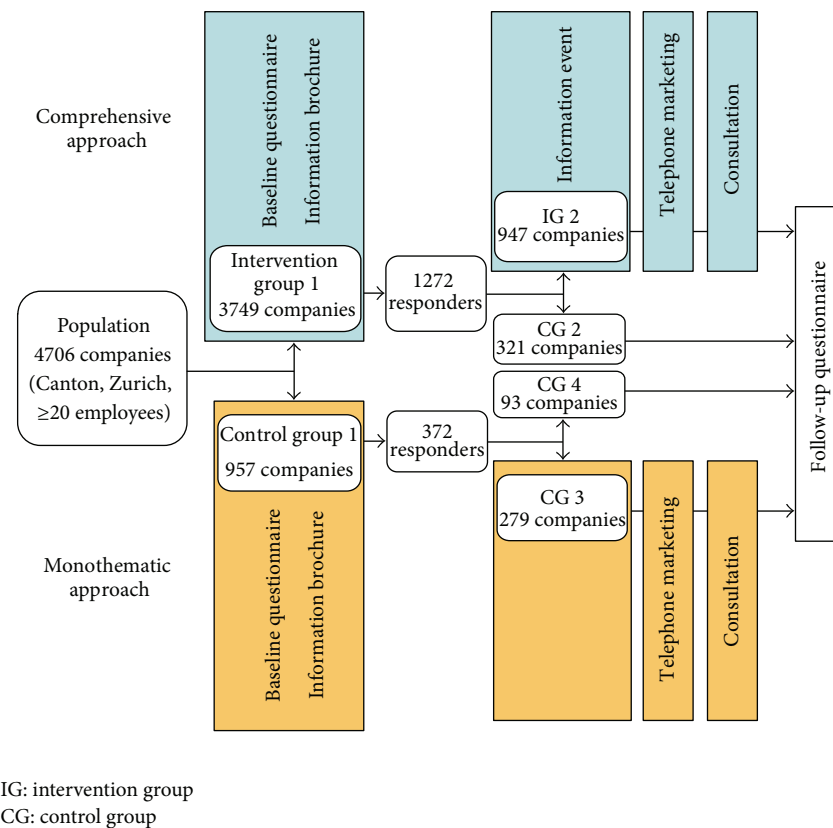 Comprehensive
approach
Baseline questionnaire
Information brochure
Intervention
group 1
3749 companies
1272
responders
Information event
IG 2
947 companies
Telephone marketing
Consultation
CG 2
321 companies
Population
4706 companies
(Canton, Zurich,
≥20 employees)
CG 4
93 companies
Control group 1
957 companies
372
responders
CG 3
279 companies
Monothematic
approach
Baseline questionnaire
Information brochure
Telephone marketing
Consultation
Follow-up questionnaire
IG: intervention group
CG: control group